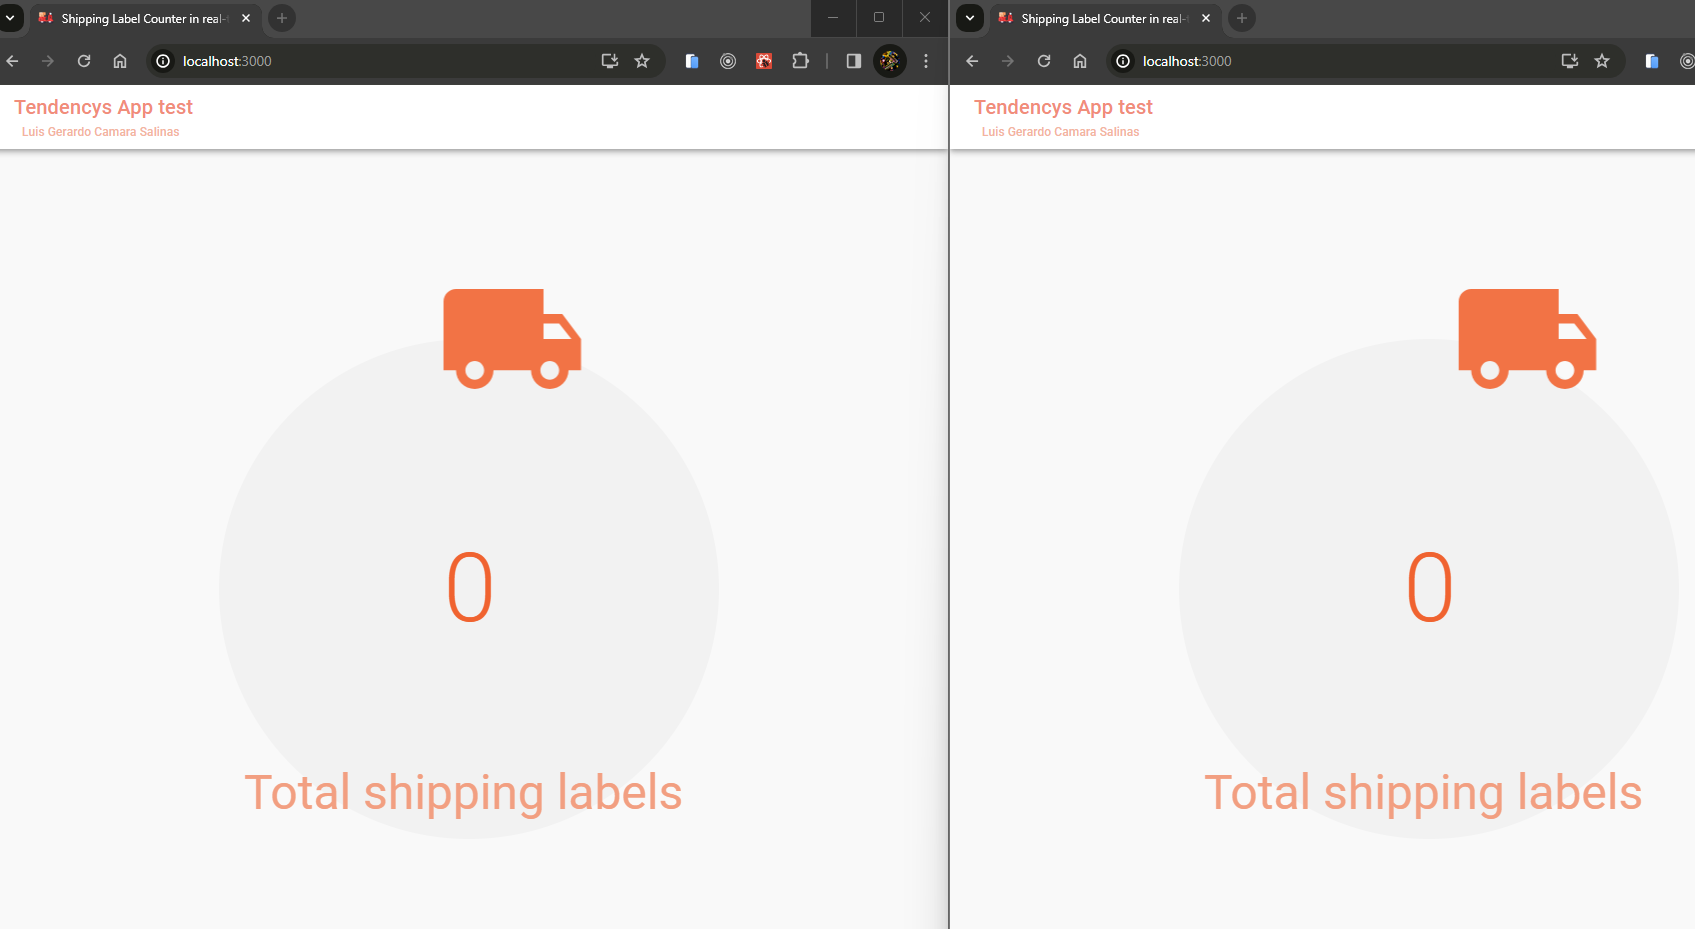 Shipping Label Counter in real-
localhost:3000
Tendencys App test
Luis Gerardo Camara Salinas
0
Total shipping labels
Shipping Label Counter in real-
localhost:3000
Tendencys App test
Luis Gerardo Camara Salinas
0
Total shipping labels